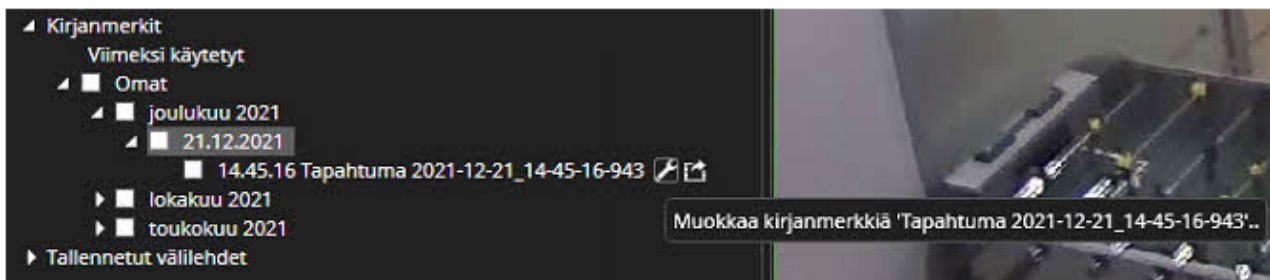 Kirjanmerkit
Viimeksi käytetyt
Omat
joulukuu 2021
21.12.2021
14.45.16 Tapahtuma 2021-12-21_14-45-16-943
lokakuu 2021
Muokkaa kirjanmerkkiä 'Tapahtuma 2021-12-21_14-45-16-943'..
toukokuu 2021
Tallennetut välilehdet